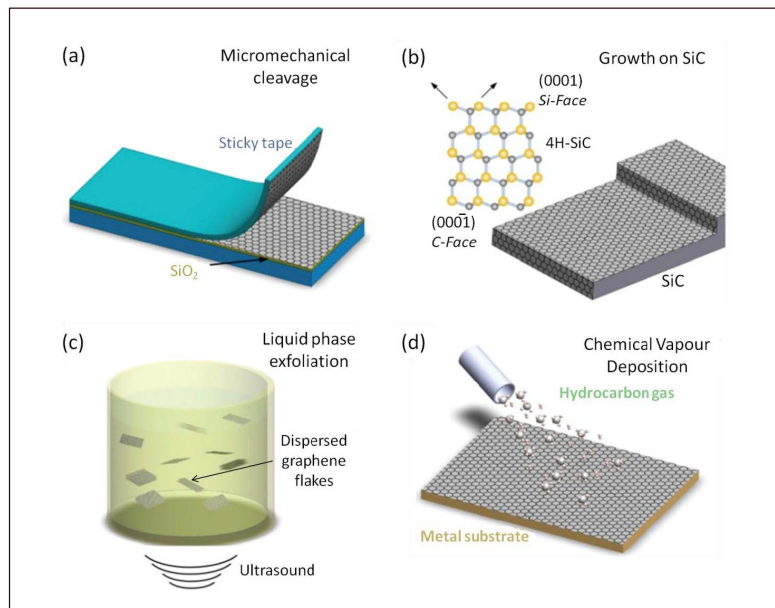 (a)
Micromechanical
cleavage
Sticky tape
SiO₂
(b)
Growth on SiC
(0001)
Si-Face
4H-SiC
(0001̅)
C-Face
SiC
(c)
Liquid phase
exfoliation
Dispersed
graphene
flakes
Ultrasound
(d)
Chemical Vapour
Deposition
Hydrocarbon gas
Metal substrate